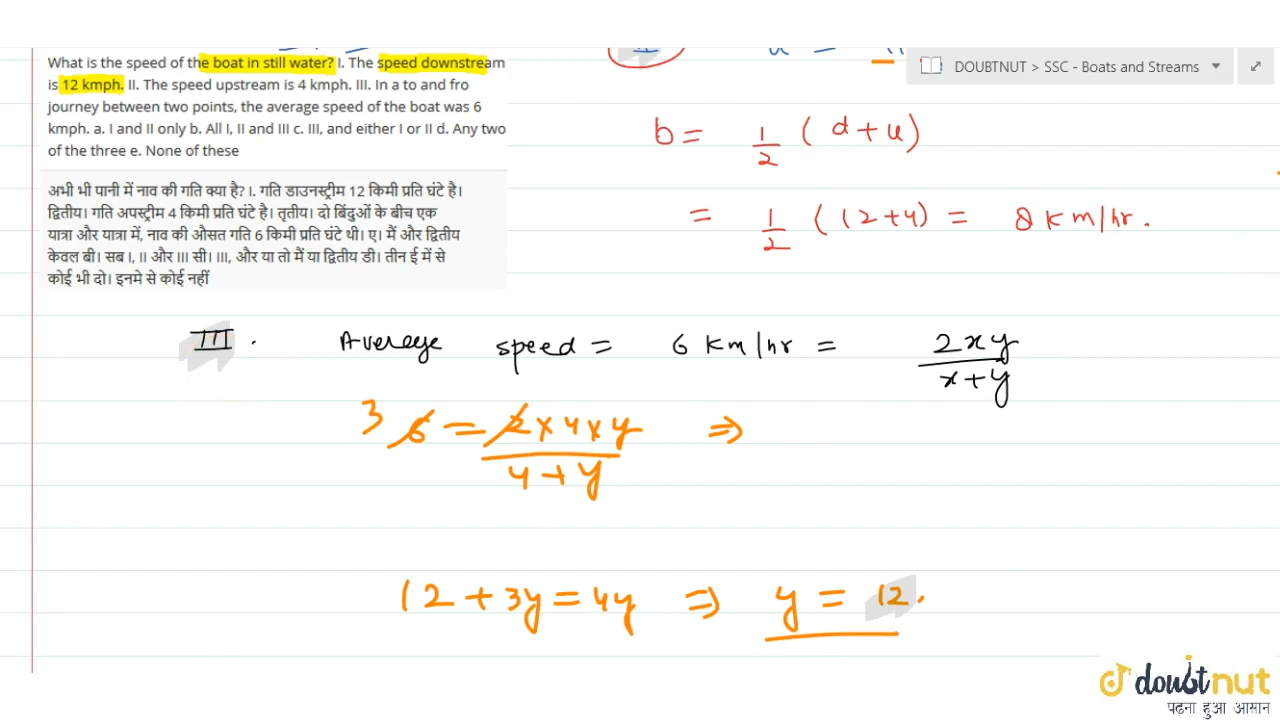 What is the speed of the boat in still water? I. The speed downstream
is 12 kmph. II. The speed upstream is 4 kmph. III. In a to and fro
journey between two points, the average speed of the boat was 6
kmph. a. I and II only b. All I, II and III c. III, and either I or II d. Any two
of the three e. None of these
अभी भी पानी में नाव की गति क्या है? I. गति डाउनस्ट्रीम 12 किमी प्रति घंटे है।
द्वितीय। गति अपस्ट्रीम 4 किमी प्रति घंटे है। तृतीय। दो बिंदुओं के बीच एक
यात्रा और यात्रा में, नाव की औसत गति 6 किमी प्रति घंटे थी। ए। मैं और द्वितीय
केवल बी। सब I, II और III सी। III, और या तो मैं या द्वितीय डी। तीन ई में से
कोई भी दो। इनमे से कोई नहीं
DOUBTNUT > SSC - Boats and Streams
b = 1/2 (d+u)
= 1/2 (12+4) = 8 Km/hr.
III. Average speed = 6 Km/hr = 2xy/x+y
3 6 = 2×4×y/4+y ⇒
12 + 3y = 4y ⇒ y = 12.
doubtnut
पढ़ना हुआ आसान